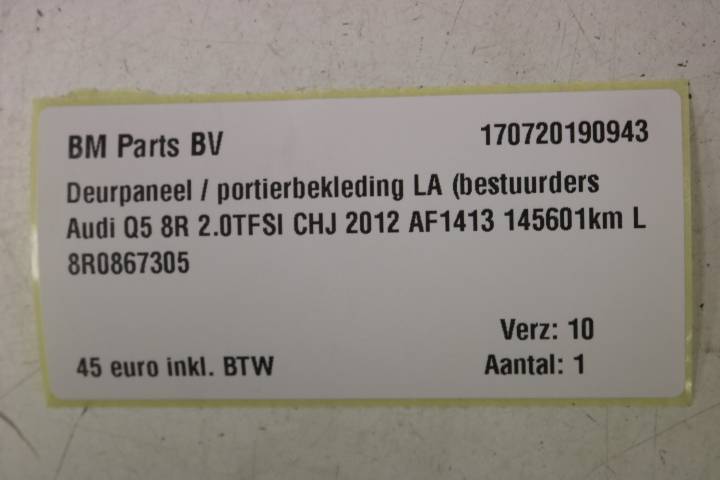 BM Parts BV 170720190943
Deurpaneel / portierbekleding LA (bestuurders
Audi Q5 8R 2.0TFSI CHJ 2012 AF1413 145601km L
8R0867305
Verz: 10
45 euro inkl. BTW Aantal: 1